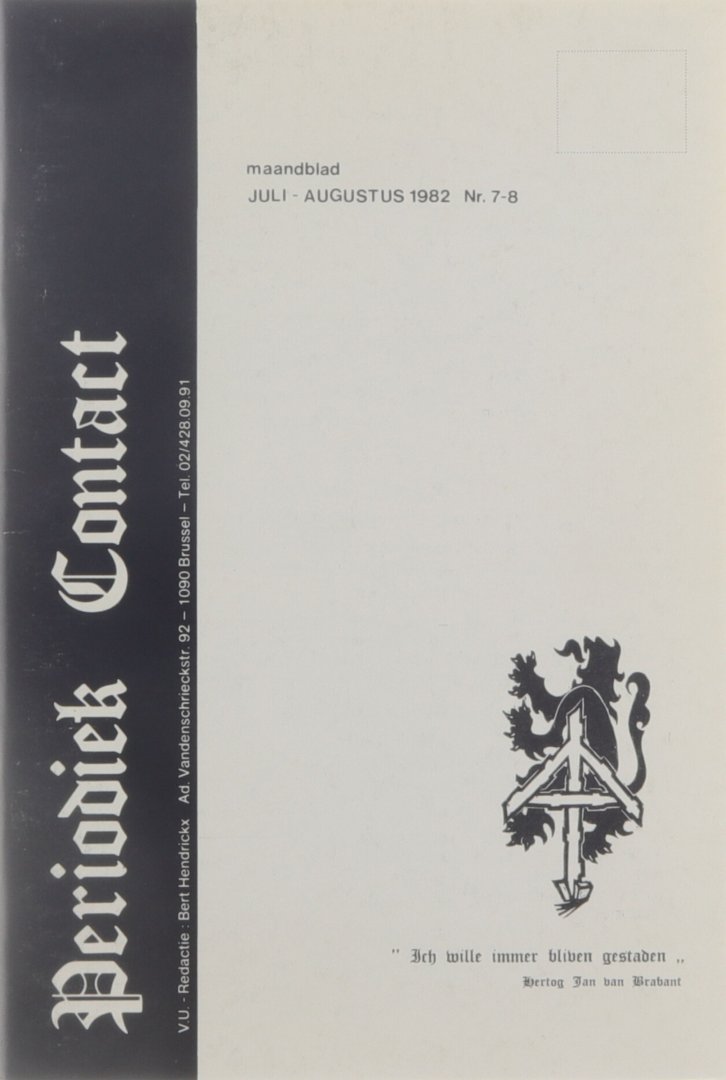 maandblad
JULI - AUGUSTUS 1982 Nr. 7-8
Periodiek Contact
V.U. - Redactie : Bert Hendrickx Ad. Vandenschrieckstr. 92 – 1090 Brussel – Tel. 02/428.09.91
" Ich wille immer bliven gestaden „
Hertog Jan van Brabant